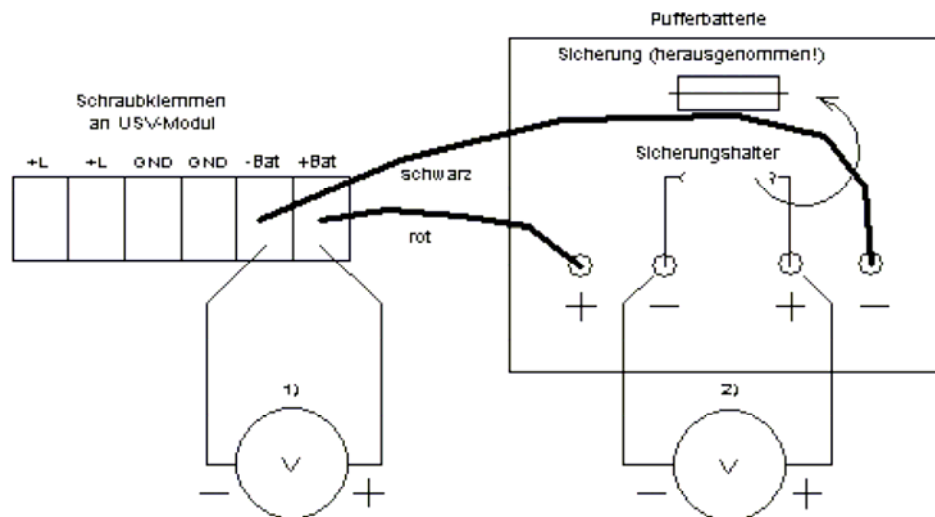 Pufferbatterie
Sicherung (herausgenommen!)
Schraubklemmen
an USV-Modul
+L +L GND GND -Bat +Bat
Sicherungshalter
schwarz
rot
+ − + −
1) 2)
V V
− + − +